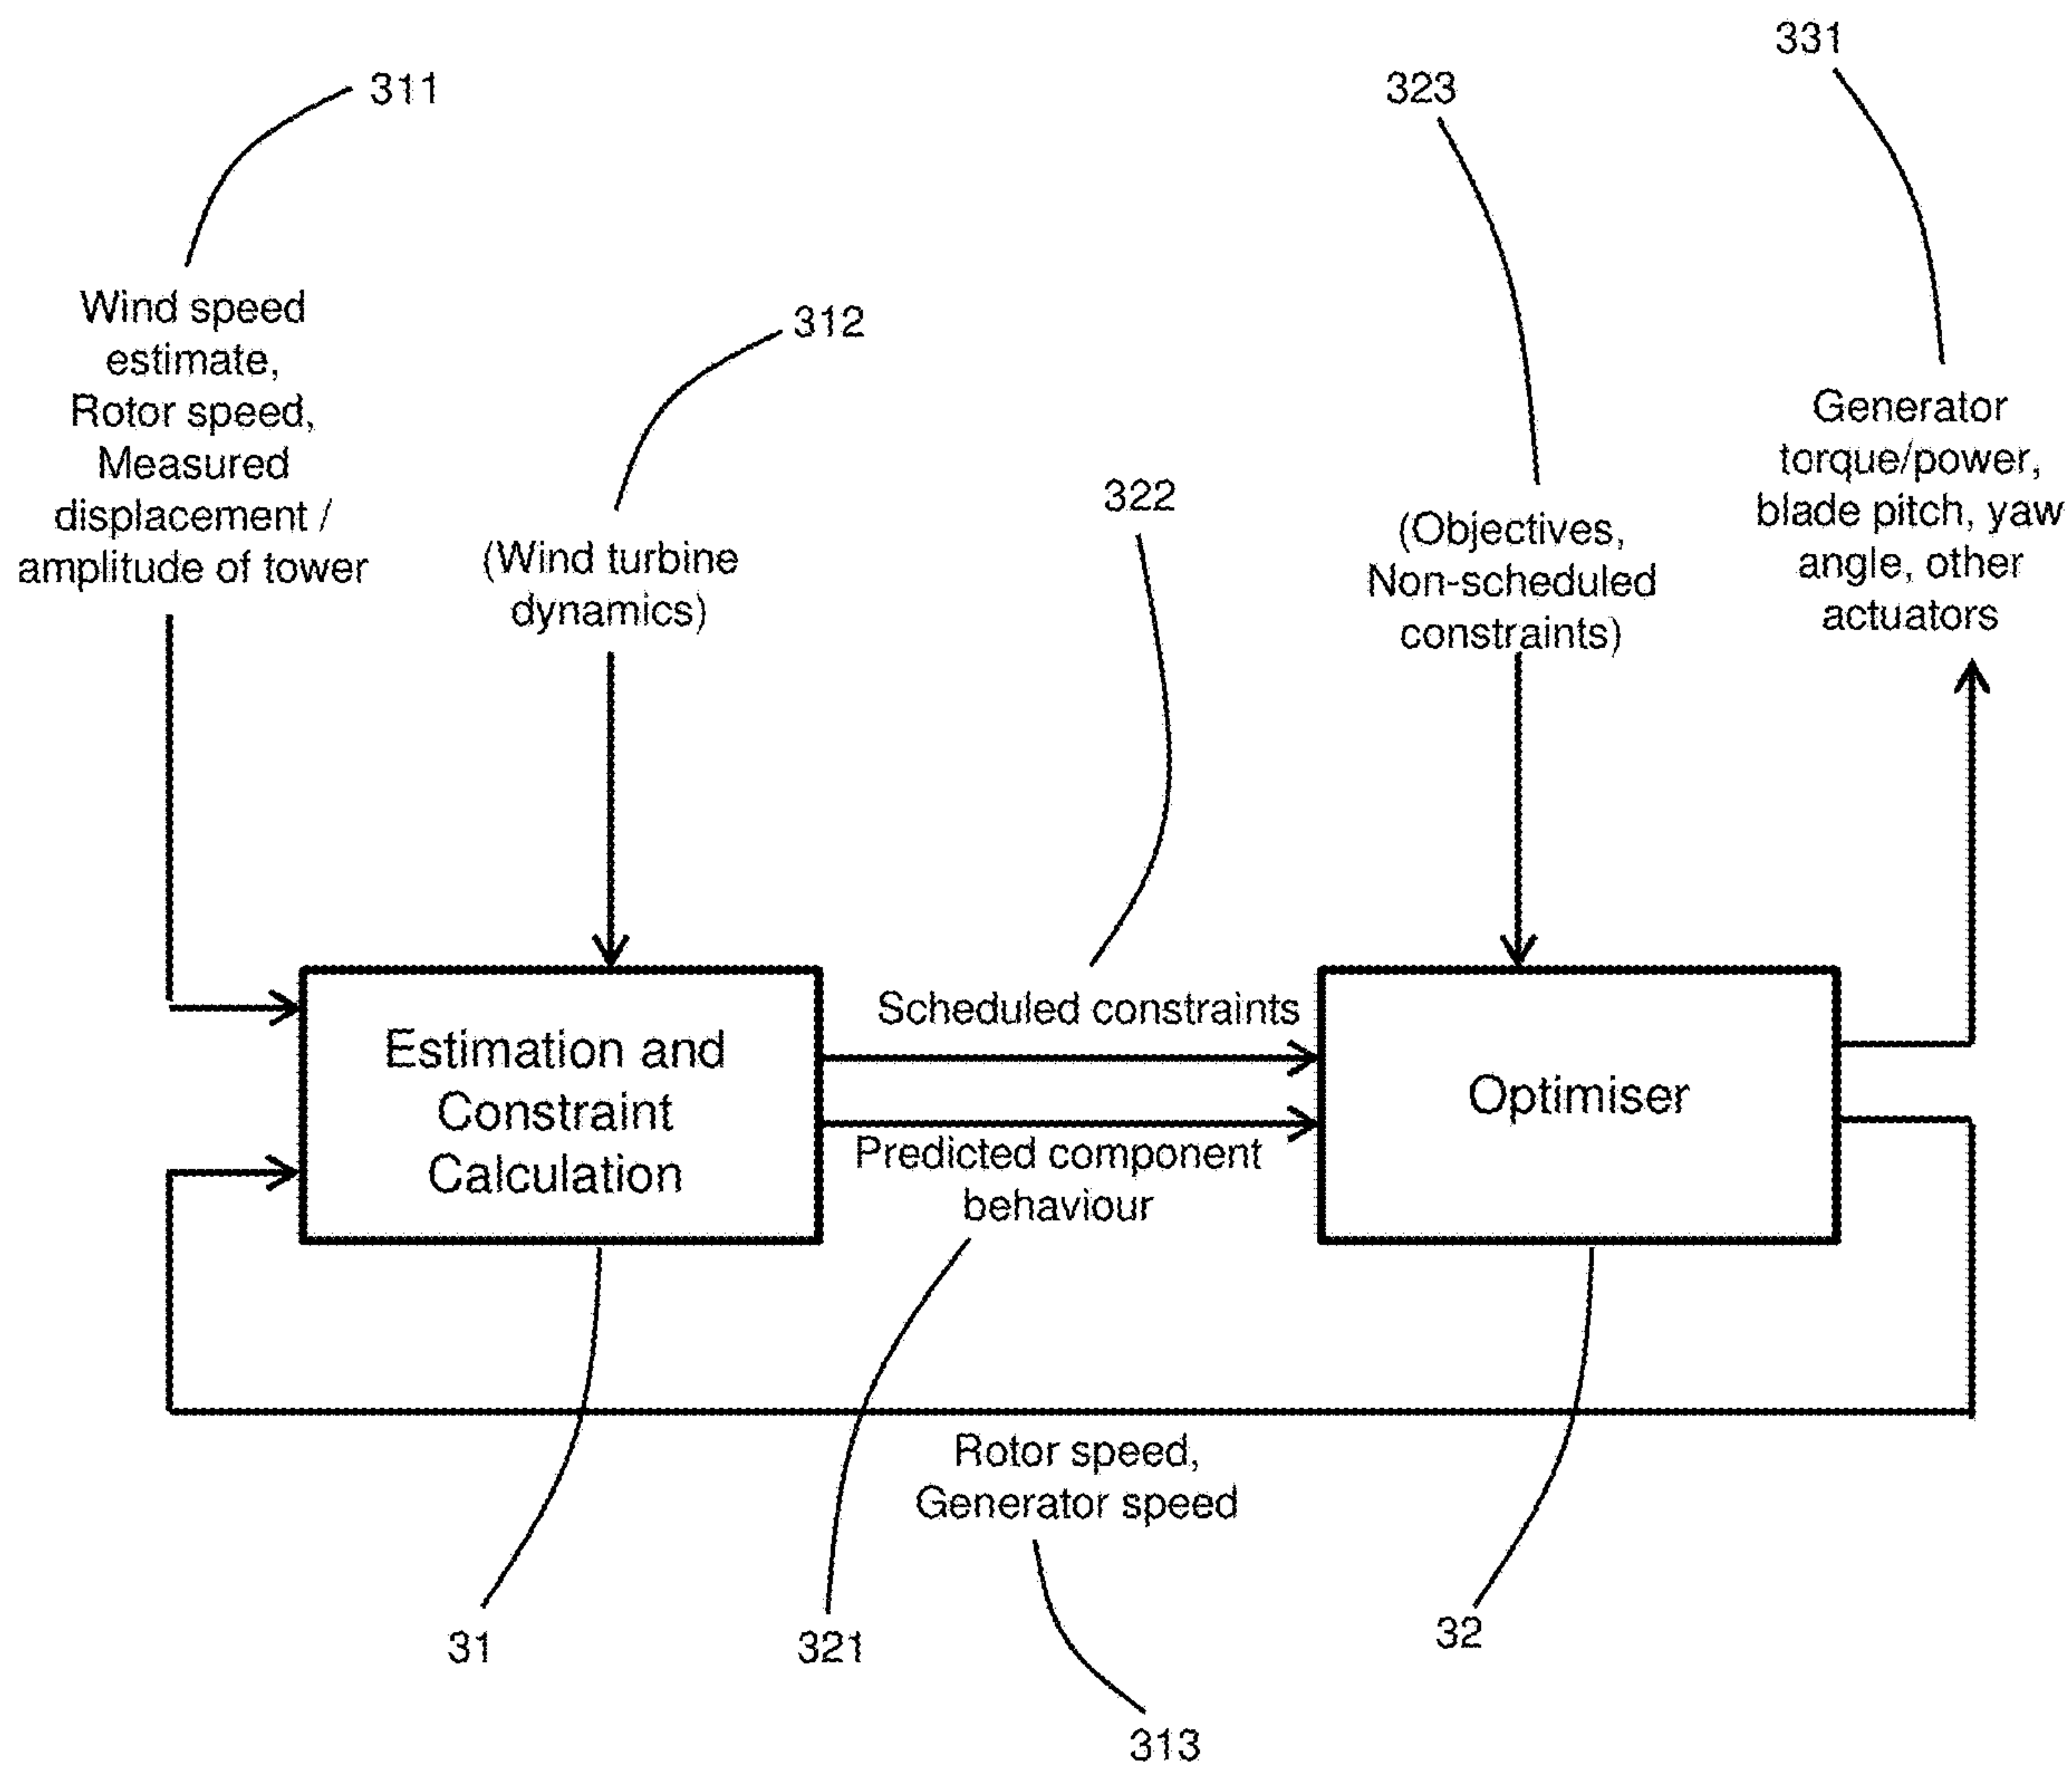 331
311
323
Wind speed
estimate,
Rotor speed,
Measured
displacement /
amplitude of tower
312
(Wind turbine
dynamics)
322
(Objectives,
Non-scheduled
constraints)
Generator
torque/power,
blade pitch, yaw
angle, other
actuators
Estimation and
Constraint
Calculation
Scheduled constraints
Predicted component
behaviour
Optimiser
Rotor speed,
Generator speed
31
321
32
313